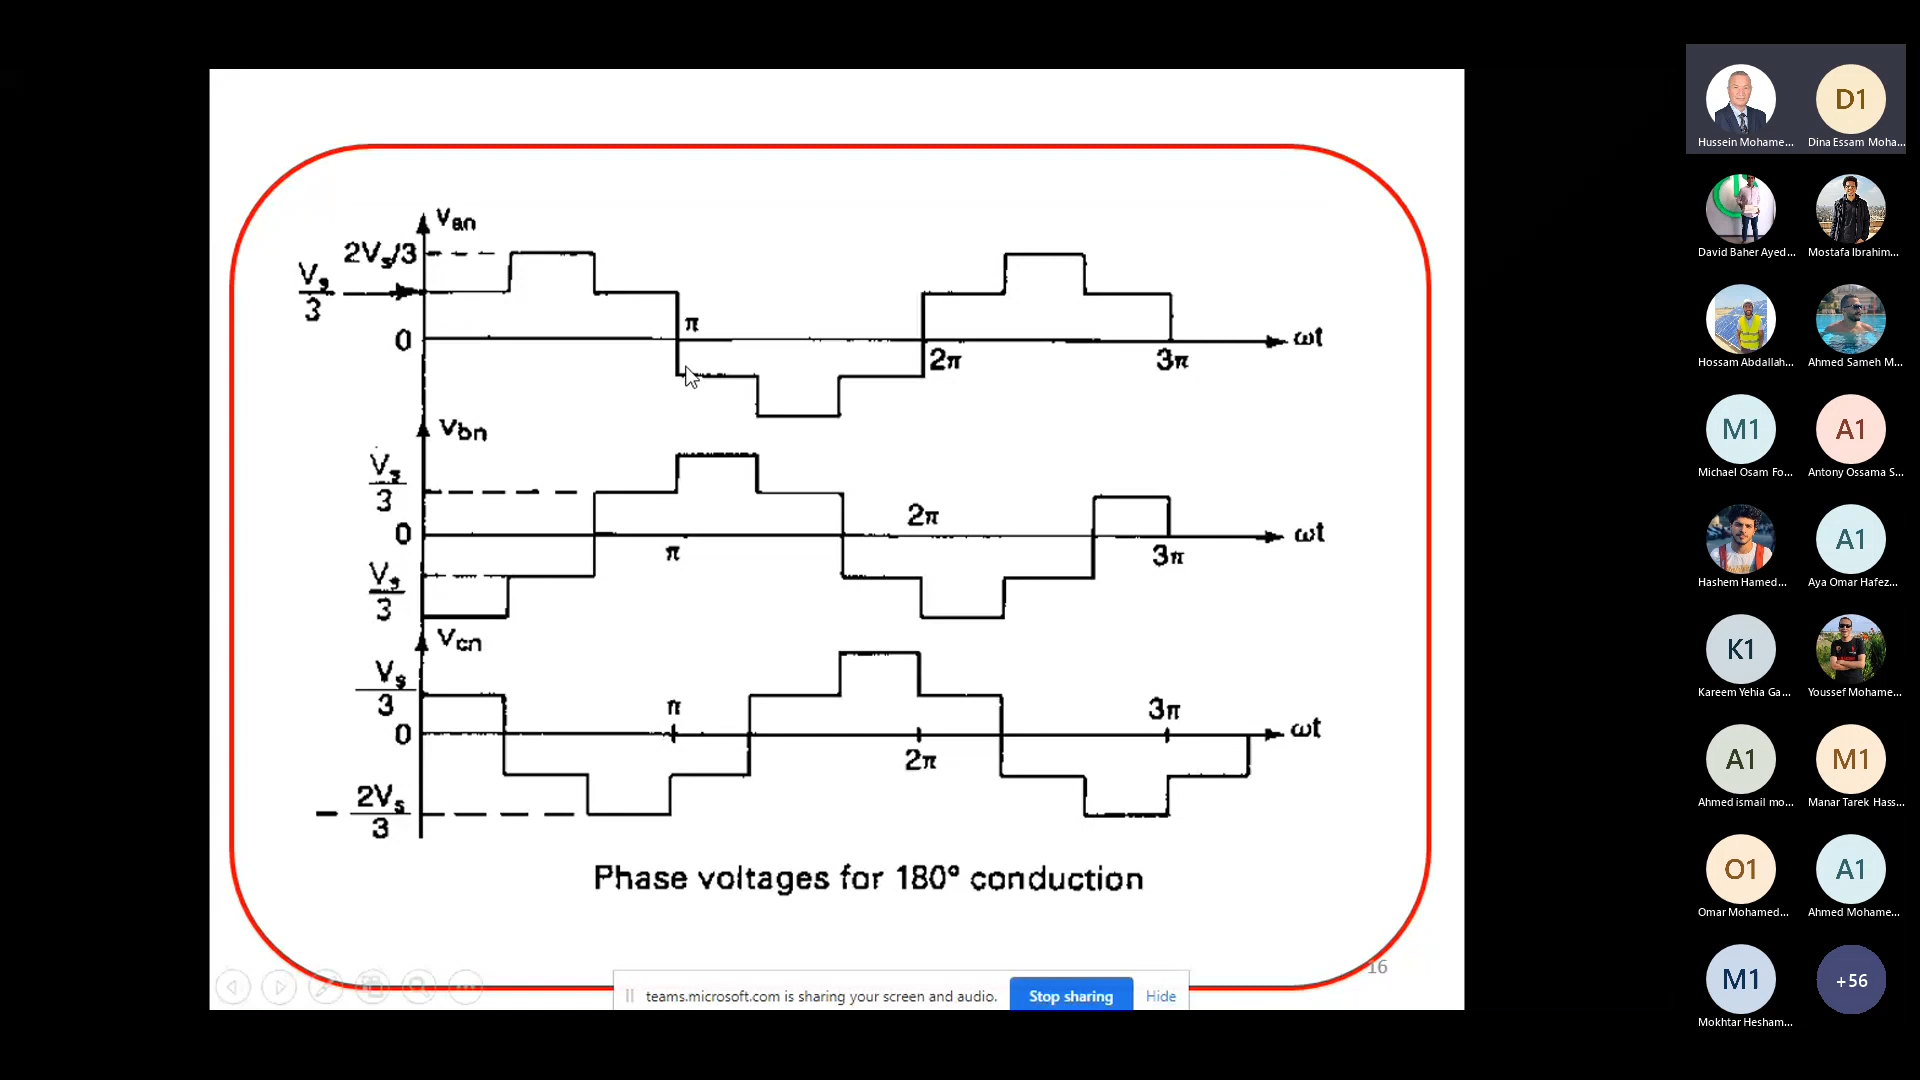 Van
2Vs/3
Vs
3
0
π
2π
3π
ωt
Vbn
Vs
3
0
π
2π
3π
ωt
Vs
3
Vcn
Vs
3
0
π
2π
3π
ωt
- 2Vs
3
Phase voltages for 180° conduction
16
teams.microsoft.com is sharing your screen and audio.
Stop sharing
Hide
Hussein Mohame...
D1
Dina Essam Moha...
David Baher Ayed...
Mostafa Ibrahim...
Hossam Abdallah...
Ahmed Sameh M...
M1
Michael Osam Fo...
A1
Antony Ossama S...
Hashem Hamed...
A1
Aya Omar Hafez...
K1
Kareem Yehia Ga...
Youssef Mohame...
A1
Ahmed ismail mo...
M1
Manar Tarek Hass...
O1
Omar Mohamed...
A1
Ahmed Mohame...
M1
Mokhtar Hesham...
+56